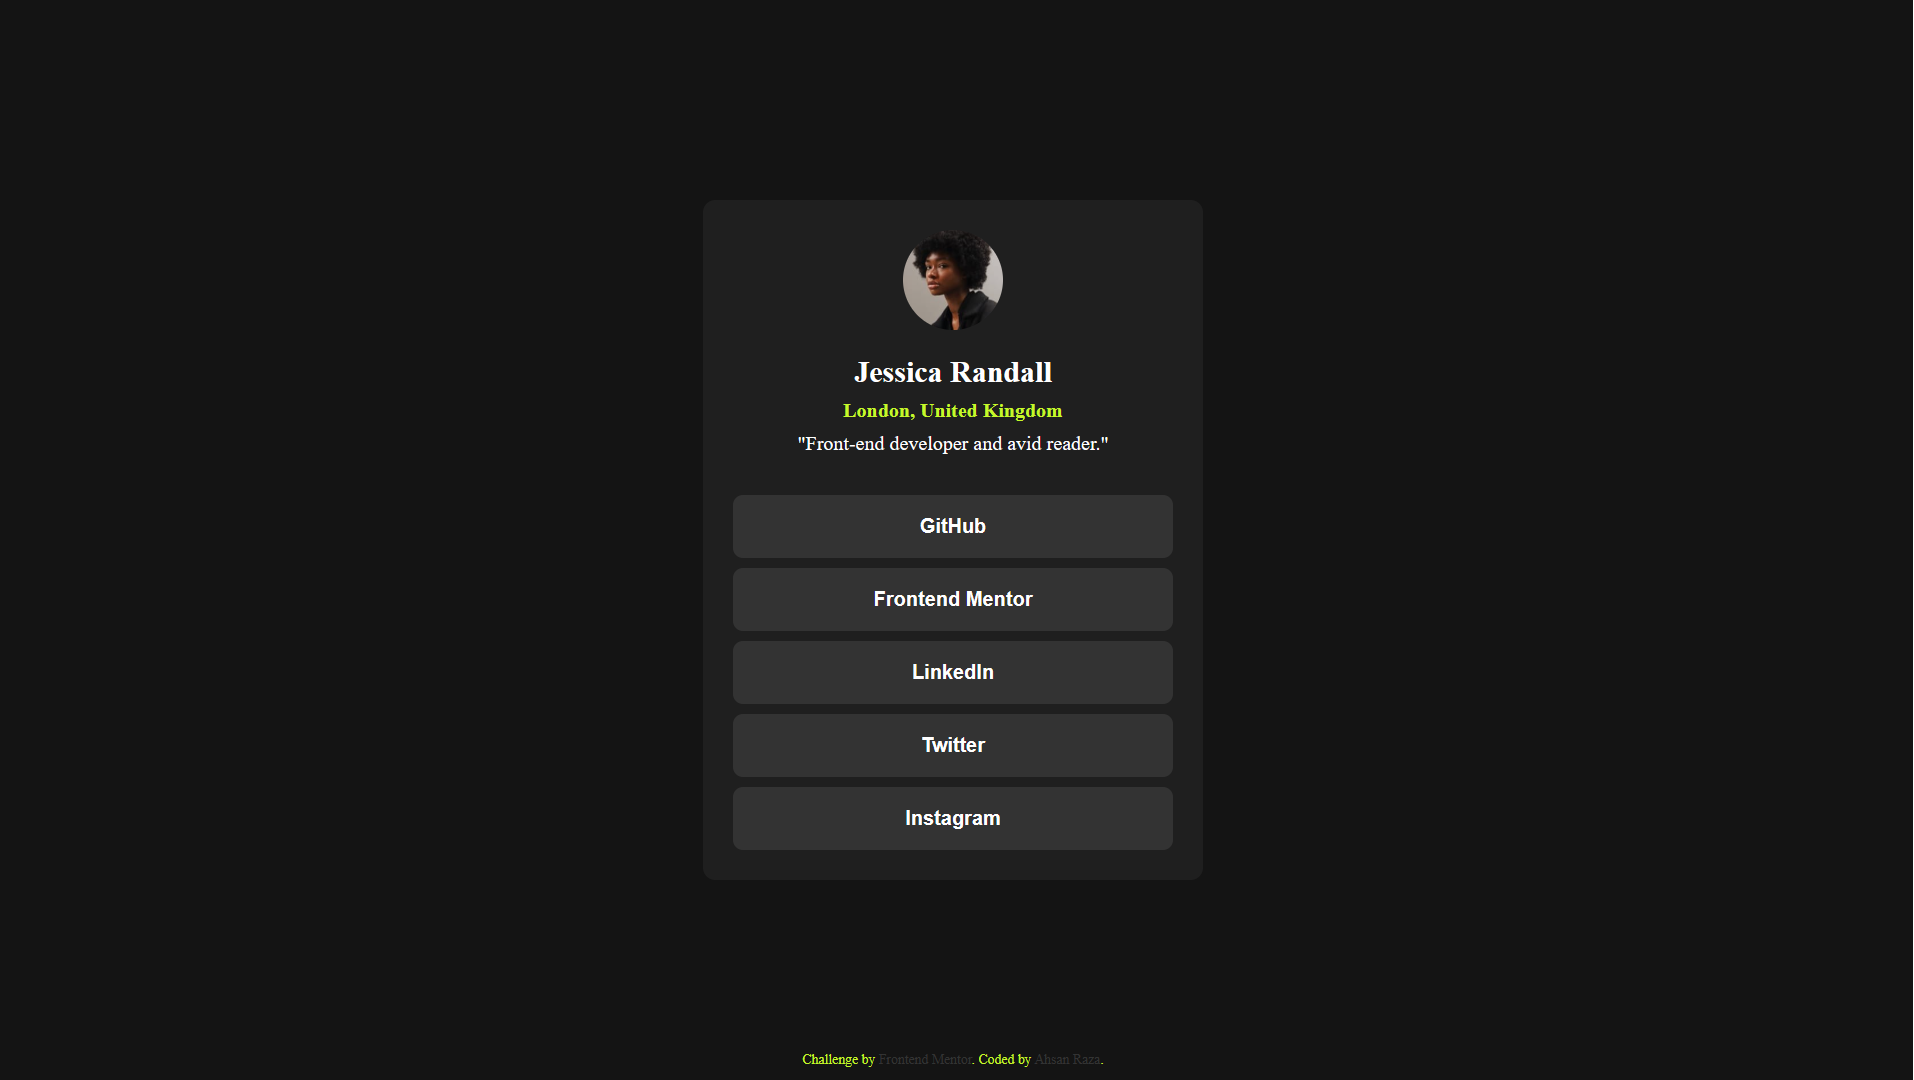 Jessica Randall
London, United Kingdom
"Front-end developer and avid reader."
GitHub
Frontend Mentor
LinkedIn
Twitter
Instagram
Challenge by Frontend Mentor. Coded by Ahsan Raza.